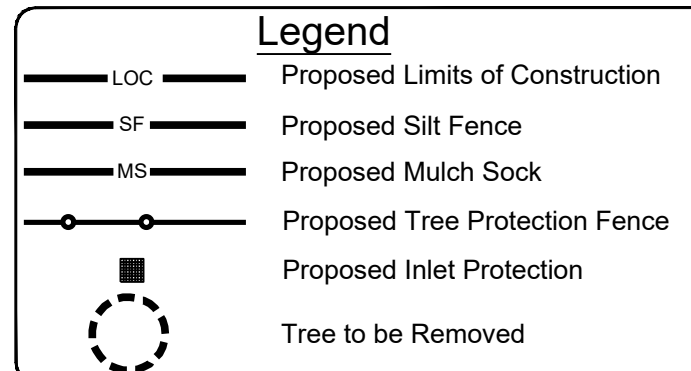 Legend
LOC Proposed Limits of Construction
SF Proposed Silt Fence
MS Proposed Mulch Sock
Proposed Tree Protection Fence
Proposed Inlet Protection
Tree to be Removed